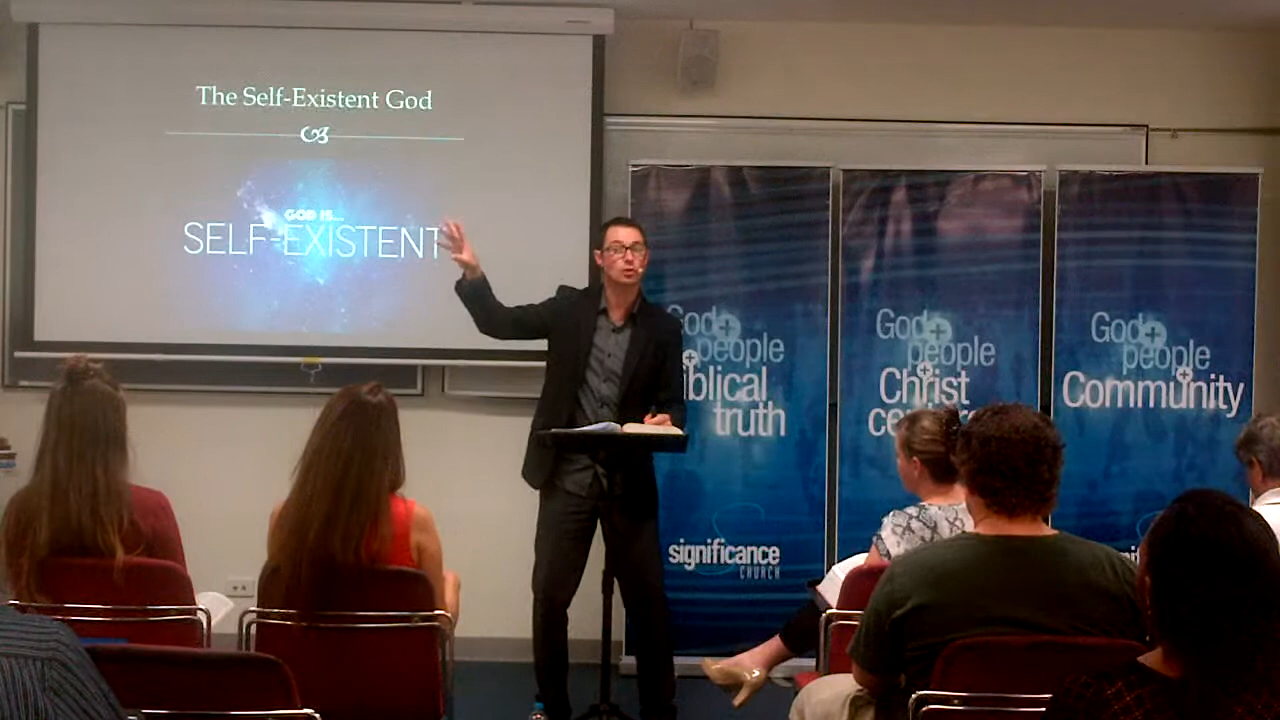 The Self-Existent God
GOD IS...
SELF-EXISTENT
God +
+ people
iblical
truth
significance
CHURCH
God +
people
+
Christ
God +
people
+
Community